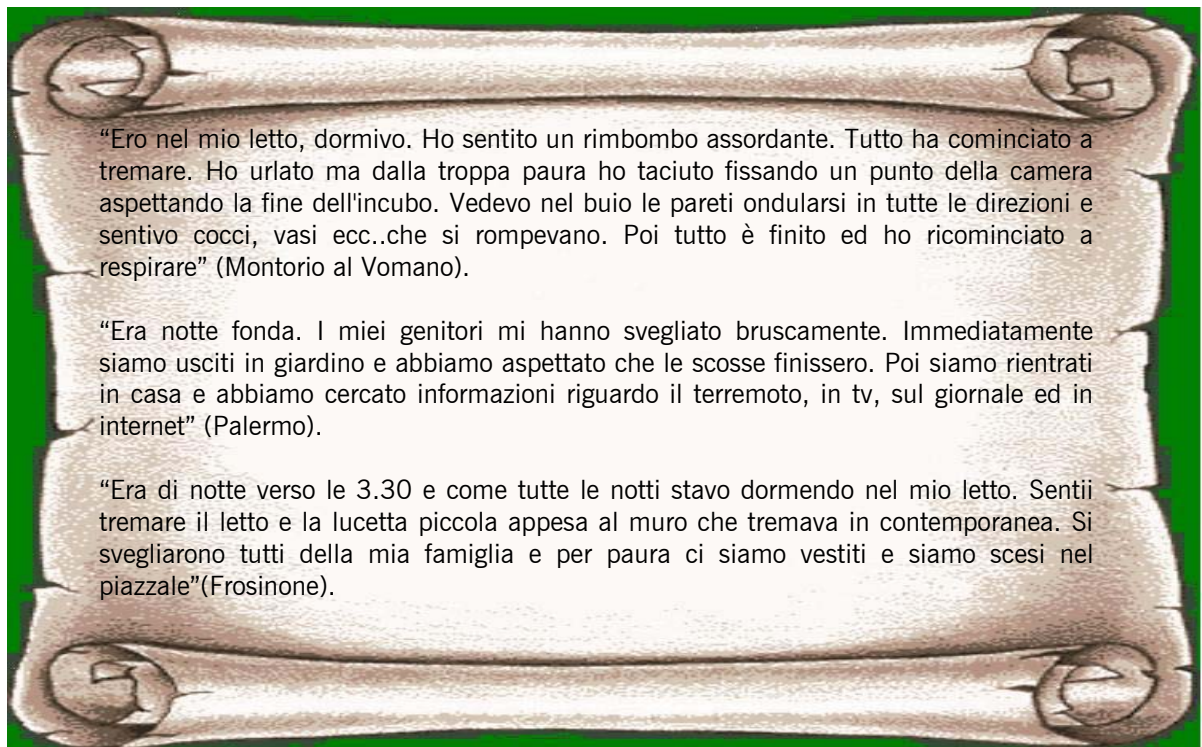 “Ero nel mio letto, dormivo. Ho sentito un rimbombo assordante. Tutto ha cominciato a
tremare. Ho urlato ma dalla troppa paura ho taciuto fissando un punto della camera
aspettando la fine dell'incubo. Vedevo nel buio le pareti ondularsi in tutte le direzioni e
sentivo cocci, vasi ecc..che si rompevano. Poi tutto è finito ed ho ricominciato a
respirare” (Montorio al Vomano).
“Era notte fonda. I miei genitori mi hanno svegliato bruscamente. Immediatamente
siamo usciti in giardino e abbiamo aspettato che le scosse finissero. Poi siamo rientrati
in casa e abbiamo cercato informazioni riguardo il terremoto, in tv, sul giornale ed in
internet” (Palermo).
“Era di notte verso le 3.30 e come tutte le notti stavo dormendo nel mio letto. Sentii
tremare il letto e la lucetta piccola appesa al muro che tremava in contemporanea. Si
svegliarono tutti della mia famiglia e per paura ci siamo vestiti e siamo scesi nel
piazzale”(Frosinone).